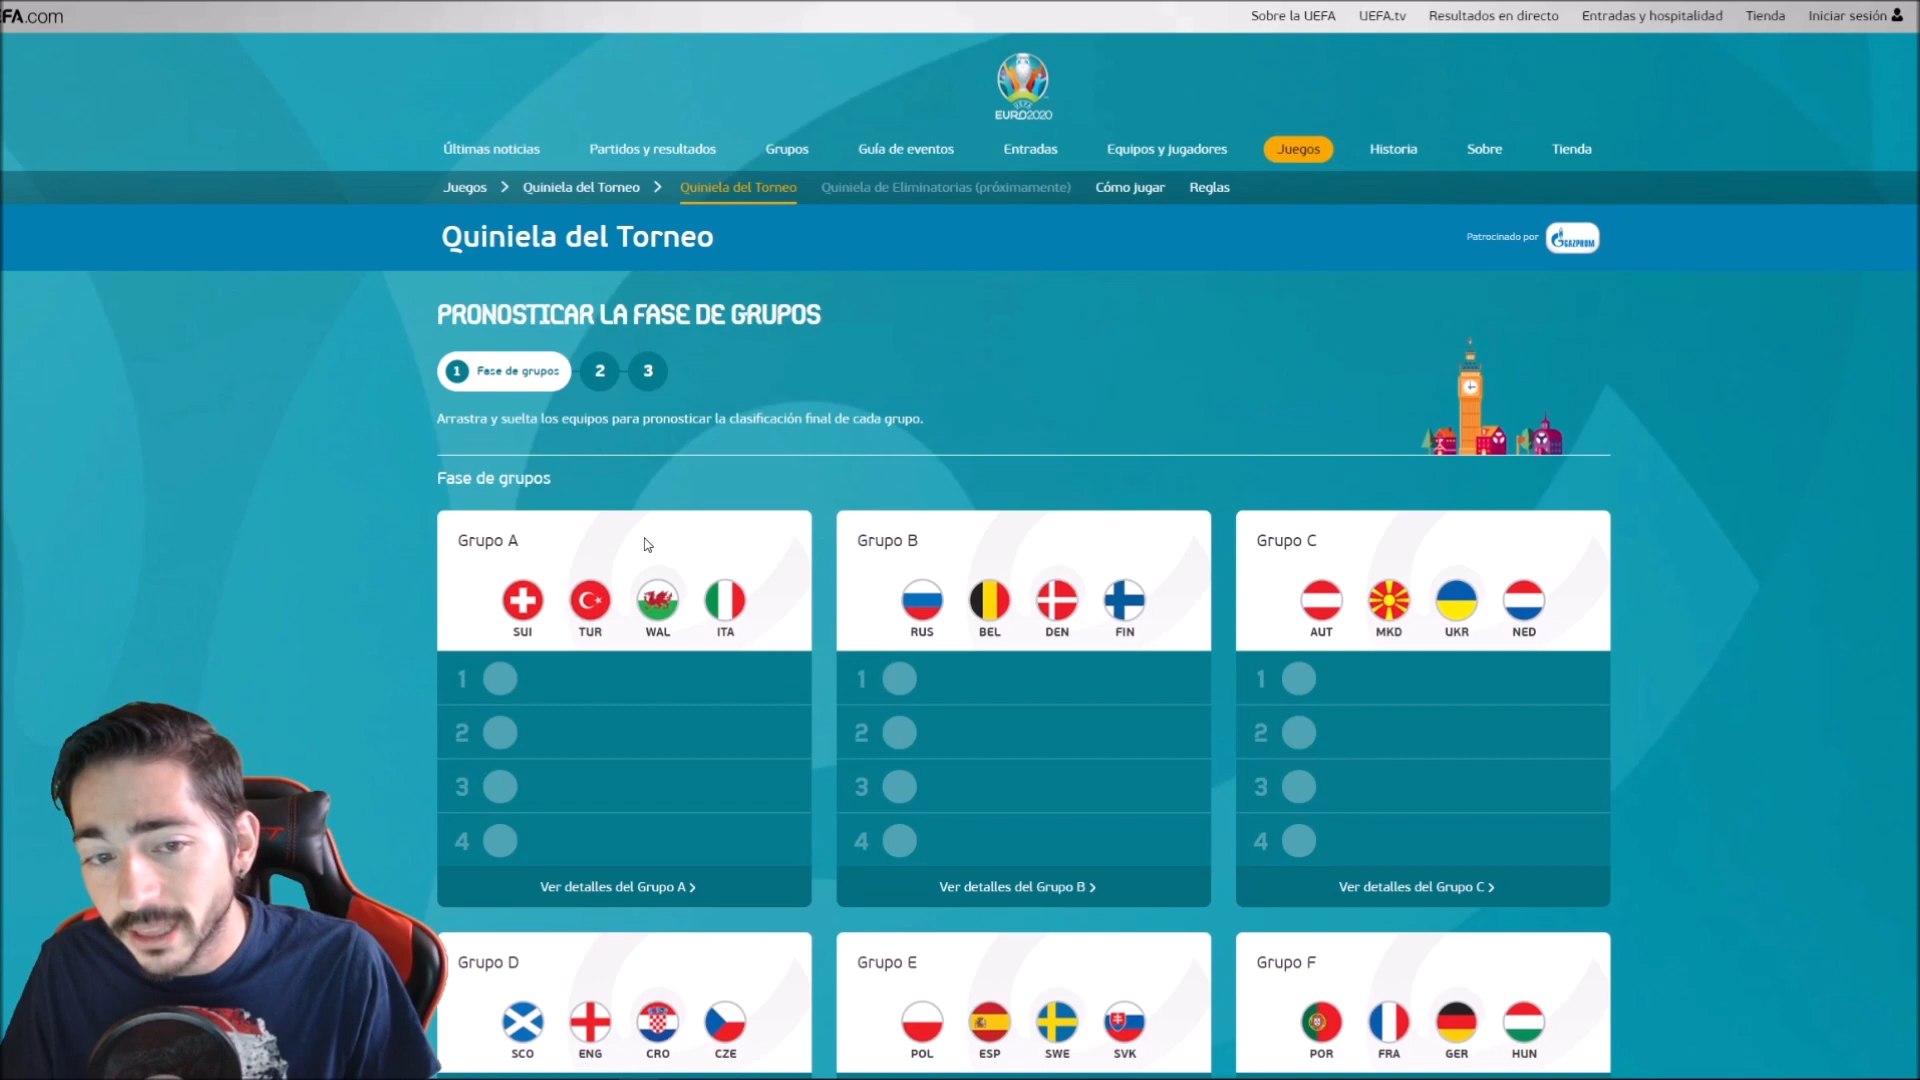 FA.com
Sobre la UEFA UEFA.tv Resultados en directo Entradas y hospitalidad Tienda Iniciar sesión
UEFA
EURO2020
Últimas noticias Partidos y resultados Grupos Guía de eventos Entradas Equipos y jugadores Juegos Historia Sobre Tienda
Juegos Quiniela del Torneo Quiniela del Torneo Quiniela de Eliminatorias (próximamente) Cómo jugar Reglas
Quiniela del Torneo
Patrocinado por GAZPROM
PRONOSTICAR LA FASE DE GRUPOS
1 Fase de grupos 2 3
Arrastra y suelta los equipos para pronosticar la clasificación final de cada grupo.
Fase de grupos
Grupo A
SUI TUR WAL ITA
1
2
3
4
Ver detalles del Grupo A
Grupo B
RUS BEL DEN FIN
1
2
3
4
Ver detalles del Grupo B
Grupo C
AUT MKD UKR NED
1
2
3
4
Ver detalles del Grupo C
Grupo D
SCO ENG CRO CZE
Grupo E
POL ESP SWE SVK
Grupo F
POR FRA GER HUN